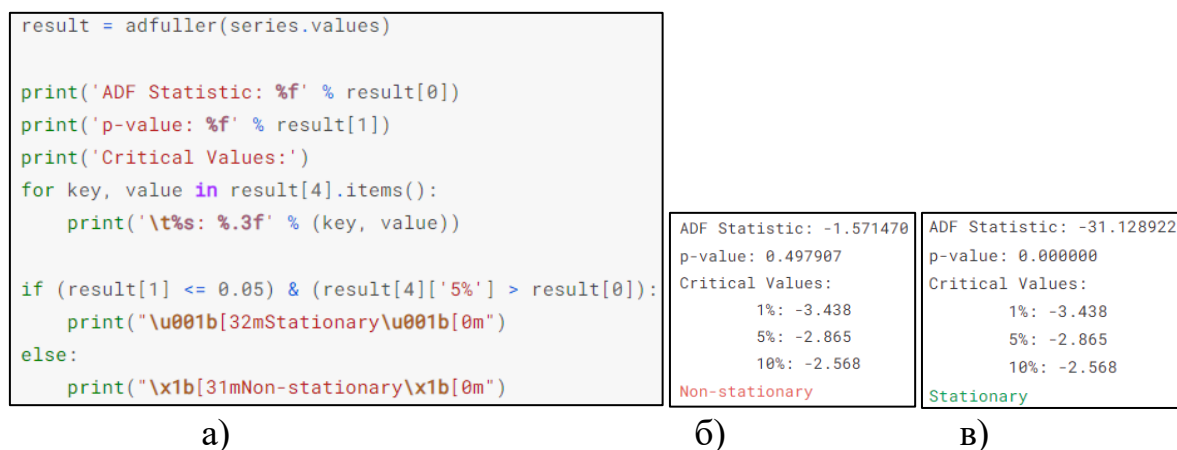 result = adfuller(series.values)
print('ADF Statistic: %f' % result[0])
print('p-value: %f' % result[1])
print('Critical Values:')
for key, value in result[4].items():
    print('\t%s: %.3f' % (key, value))
if (result[1] <= 0.05) & (result[4]['5%'] > result[0]):
    print("\u001b[32mStationary\u001b[0m")
else:
    print("\x1b[31mNon-stationary\x1b[0m")
а)
ADF Statistic: -1.571470
p-value: 0.497907
Critical Values:
1%: -3.438
5%: -2.865
10%: -2.568
Non-stationary
б)
ADF Statistic: -31.128922
p-value: 0.000000
Critical Values:
1%: -3.438
5%: -2.865
10%: -2.568
Stationary
в)